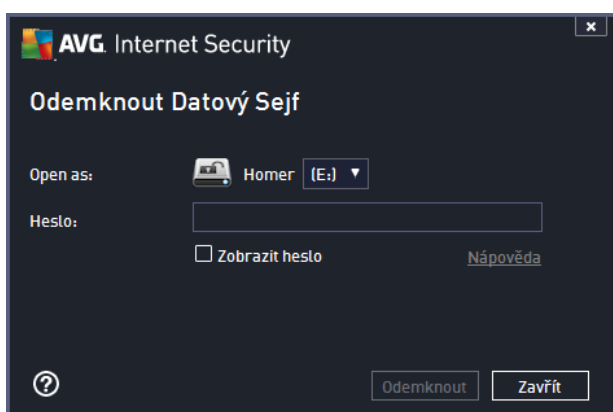 AVG. Internet Security
Odemknout Datový Sejf
Open as: Homer (E:)
Heslo:
Zobrazit heslo Nápověda
Odemknout Zavřít